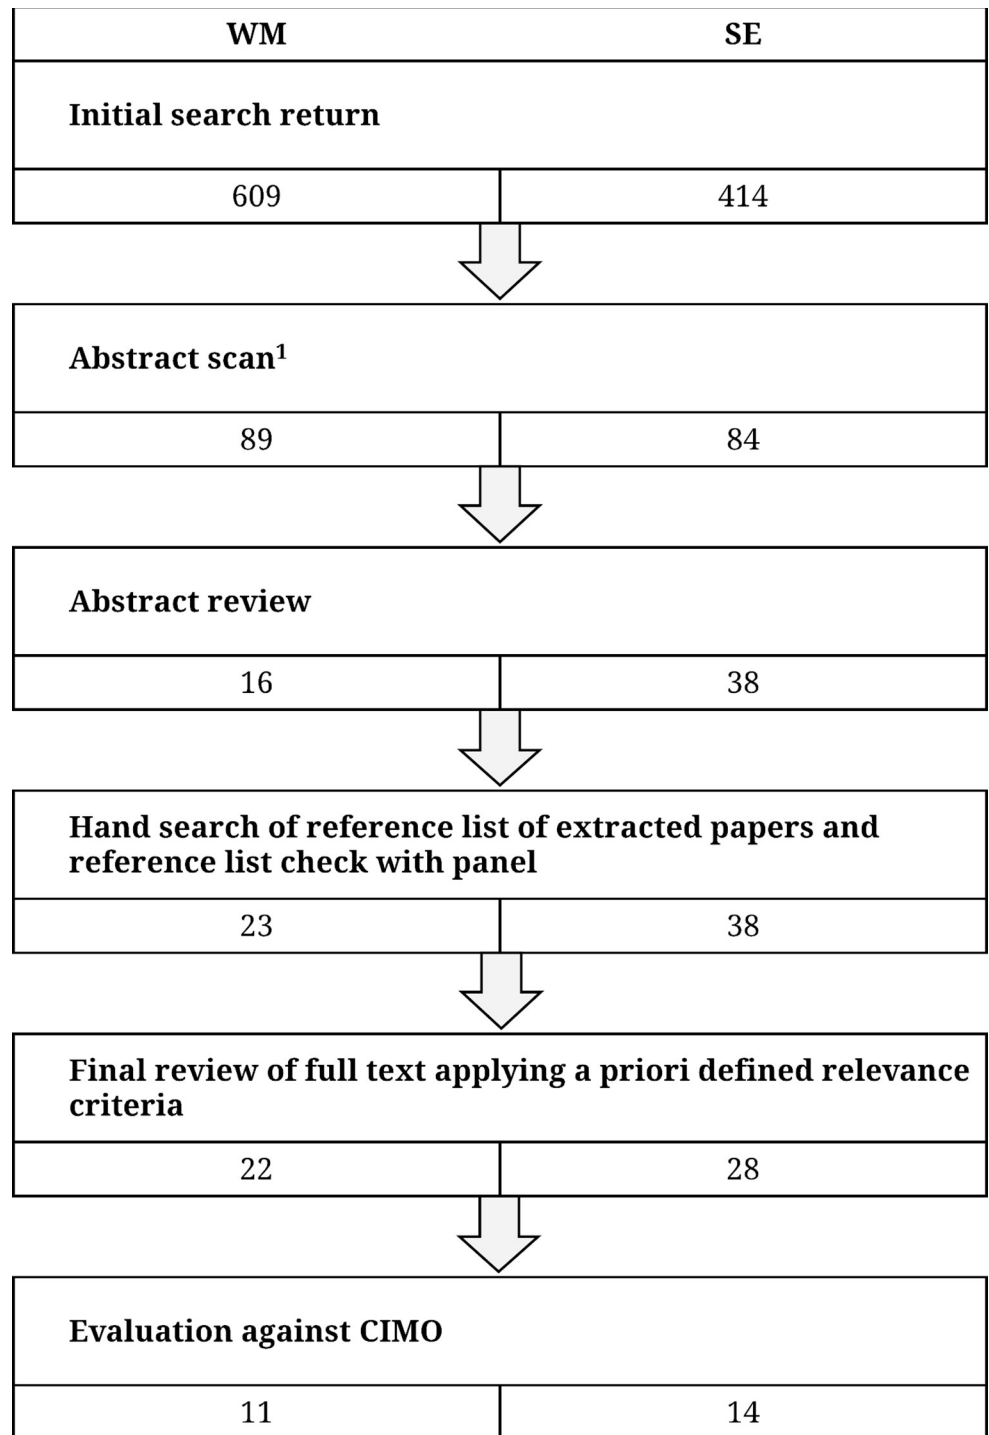 WM SE
Initial search return
609 414
Abstract scan¹
89 84
Abstract review
16 38
Hand search of reference list of extracted papers and
reference list check with panel
23 38
Final review of full text applying a priori defined relevance
criteria
22 28
Evaluation against CIMO
11 14